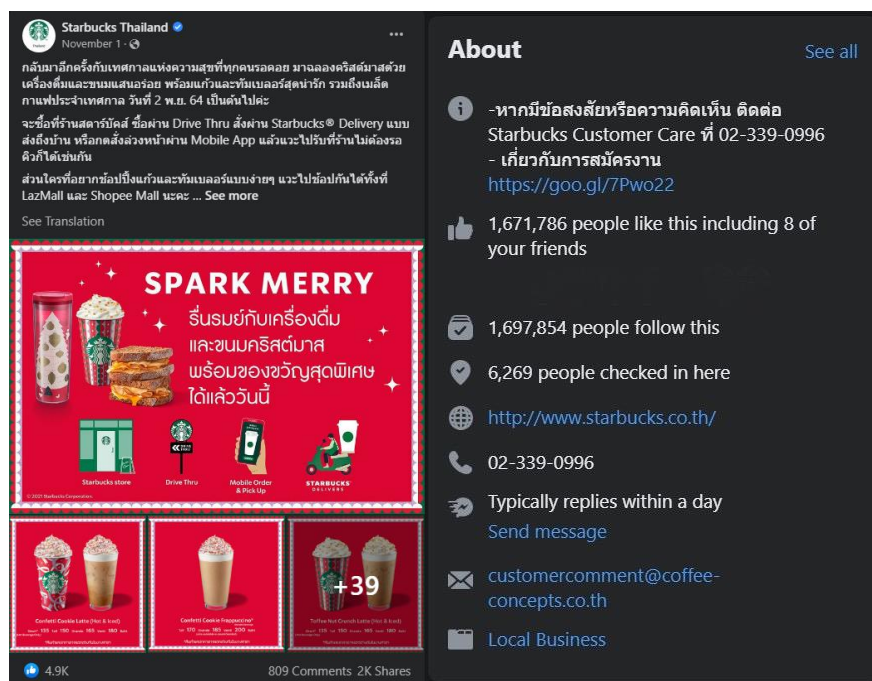 Starbucks Thailand
November 1
กลับมาอีกครั้งกับเทศกาลแห่งความสุขที่ทุกคนรอคอย มาฉลองคริสต์มาสด้วย
เครื่องดื่มและขนมแสนอร่อย พร้อมแก้วและทัมเบลอร์สุดน่ารัก รวมถึงเมล็ด
กาแฟประจำเทศกาล วันที่ 2 พ.ย. 64 เป็นต้นไปค่ะ
จะซื้อที่ร้านสตาร์บัคส์ ซื้อผ่าน Drive Thru สั่งผ่าน Starbucks® Delivery แบบ
ส่งถึงบ้าน หรือกดสั่งล่วงหน้าผ่าน Mobile App แล้วแวะไปรับที่ร้านไม่ต้องรอ
คิวก็ได้เช่นกัน
ส่วนใครที่อยากช้อปปิ้งแก้วและทัมเบลอร์แบบง่ายๆ แวะไปช้อปกันได้ทั้งที่
LazMall และ Shopee Mall นะคะ ... See more
See Translation
SPARK MERRY
รื่นรมย์กับเครื่องดื่ม
และขนมคริสต์มาส
พร้อมของขวัญสุดพิเศษ
ได้แล้ววันนี้
Starbucks store
Drive Thru
Mobile Order
& Pick Up
STARBUCKS
DELIVERS
© 2021 Starbucks Corporation
Confetti Cookie Latte (Hot & Iced)
Confetti Cookie Frappuccino®
Toffee Nut Crunch Latte (Hot & Iced)
+39
4.9K
809 Comments 2K Shares
About
See all
-หากมีข้อสงสัยหรือความคิดเห็น ติดต่อ
Starbucks Customer Care ที่ 02-339-0996
- เกี่ยวกับการสมัครงาน
https://goo.gl/7Pwo22
1,671,786 people like this including 8 of
your friends
1,697,854 people follow this
6,269 people checked in here
http://www.starbucks.co.th/
02-339-0996
Typically replies within a day
Send message
customercomment@coffee-
concepts.co.th
Local Business